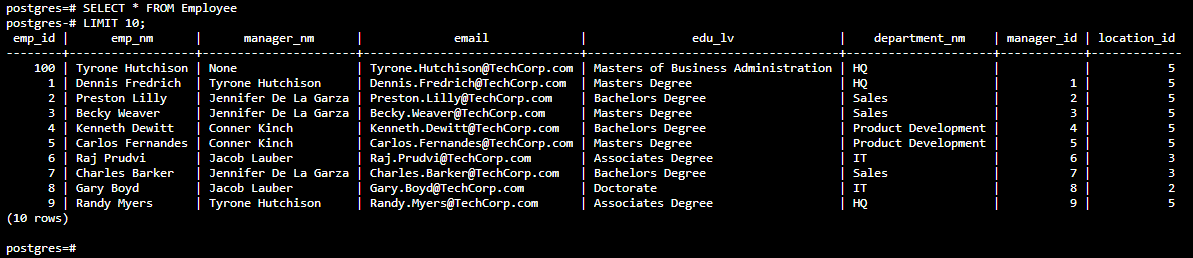 postgres=# SELECT * FROM Employee
postgres-# LIMIT 10;
 emp_id |      emp_nm      |     manager_nm      |            email            |             edu_lv                |    department_nm    | manager_id | location_id
--------+------------------+---------------------+-----------------------------+-----------------------------------+---------------------+------------+-------------
    100 | Tyrone Hutchison | None                | Tyrone.Hutchison@TechCorp.com | Masters of Business Administration | HQ                  |            |           5
      1 | Dennis Fredrich  | Tyrone Hutchison    | Dennis.Fredrich@TechCorp.com | Masters Degree                    | HQ                  |          1 |           5
      2 | Preston Lilly    | Jennifer De La Garza | Preston.Lilly@TechCorp.com  | Bachelors Degree                  | Sales               |          2 |           5
      3 | Becky Weaver     | Jennifer De La Garza | Becky.Weaver@TechCorp.com   | Masters Degree                    | Sales               |          3 |           5
      4 | Kenneth Dewitt   | Conner Kinch        | Kenneth.Dewitt@TechCorp.com | Bachelors Degree                  | Product Development |          4 |           5
      5 | Carlos Fernandes | Conner Kinch        | Carlos.Fernandes@TechCorp.com | Masters Degree                    | Product Development |          5 |           5
      6 | Raj Prudvi       | Jacob Lauber        | Raj.Prudvi@TechCorp.com     | Associates Degree                 | IT                  |          6 |           3
      7 | Charles Barker   | Jennifer De La Garza | Charles.Barker@TechCorp.com | Bachelors Degree                  | Sales               |          7 |           3
      8 | Gary Boyd        | Jacob Lauber        | Gary.Boyd@TechCorp.com      | Doctorate                         | IT                  |          8 |           2
      9 | Randy Myers      | Tyrone Hutchison    | Randy.Myers@TechCorp.com    | Associates Degree                 | HQ                  |          9 |           5
(10 rows)
postgres=#